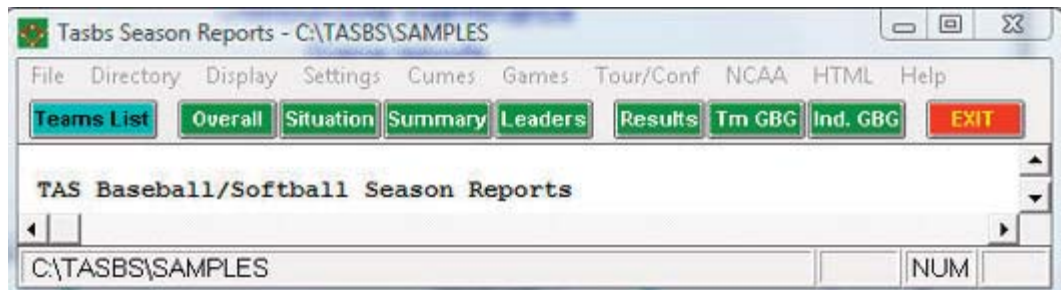 Tasbs Season Reports - C:\TASBS\SAMPLES
File Directory Display Settings Cumes Games Tour/Conf NCAA HTML Help
Teams List Overall Situation Summary Leaders Results Tm GBG Ind. GBG EXIT
TAS Baseball/Softball Season Reports
C:\TASBS\SAMPLES NUM